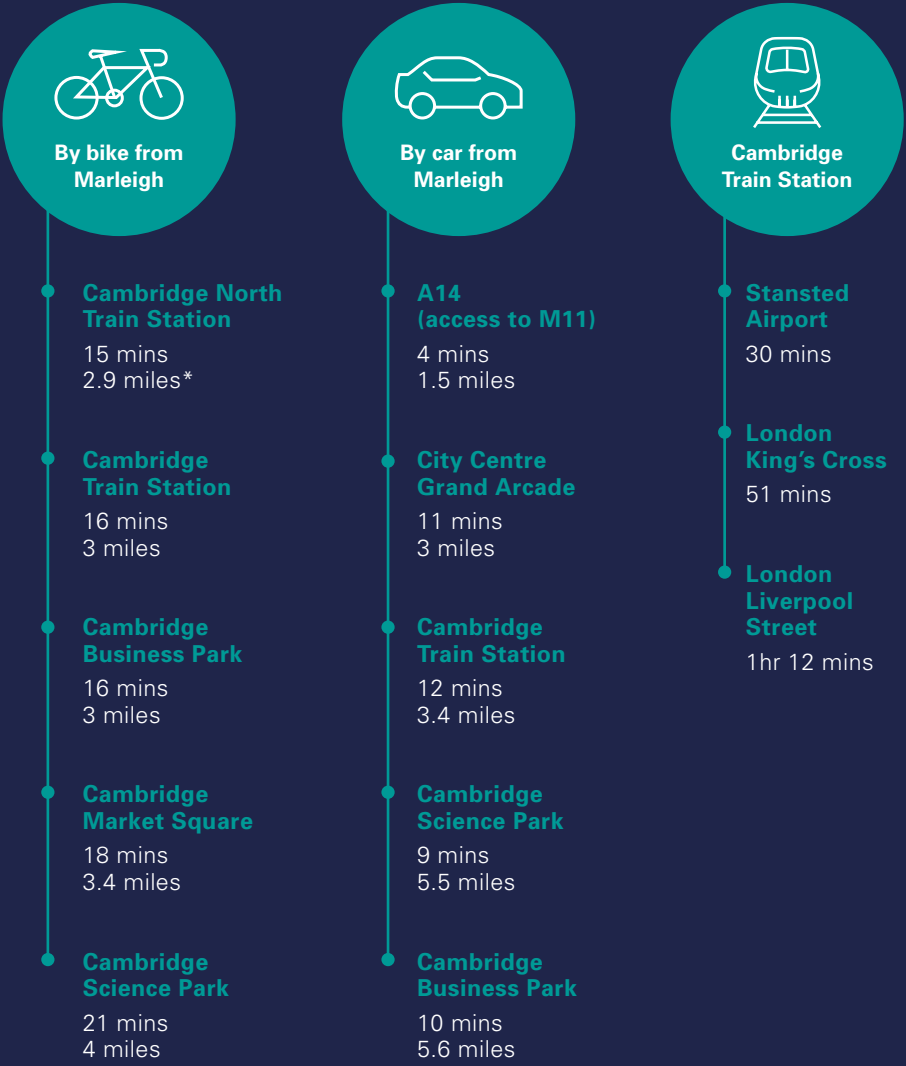 By bike from
Marleigh
Cambridge North
Train Station
15 mins
2.9 miles*
Cambridge
Train Station
16 mins
3 miles
Cambridge
Business Park
16 mins
3 miles
Cambridge
Market Square
18 mins
3.4 miles
Cambridge
Science Park
21 mins
4 miles
By car from
Marleigh
A14
(access to M11)
4 mins
1.5 miles
City Centre
Grand Arcade
11 mins
3 miles
Cambridge
Train Station
12 mins
3.4 miles
Cambridge
Science Park
9 mins
5.5 miles
Cambridge
Business Park
10 mins
5.6 miles
Cambridge
Train Station
Stansted
Airport
30 mins
London
King’s Cross
51 mins
London
Liverpool
Street
1hr 12 mins